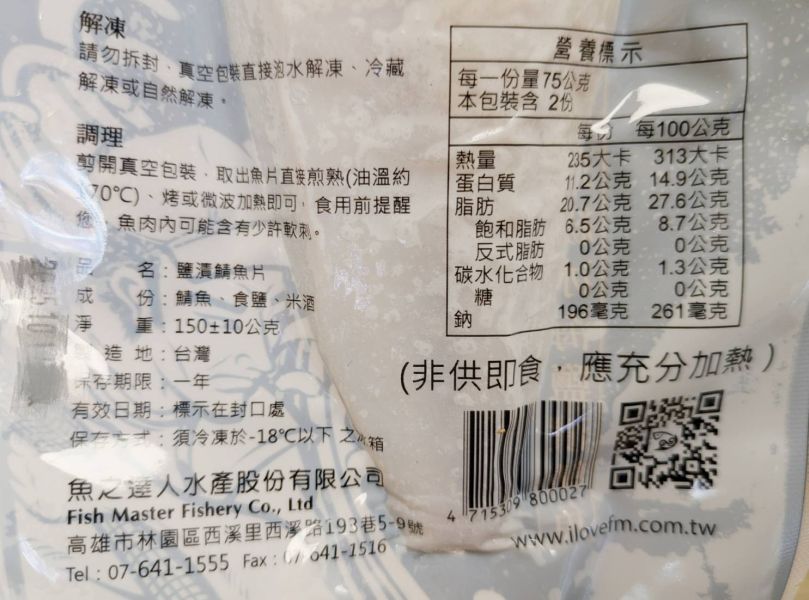 解凍
請勿拆封、真空包裝直接泡水解凍、冷藏
解凍或自然解凍。
調理
剪開真空包裝,取出魚片直接煎熟(油溫約
70℃)、烤或微波加熱即可,食用前提醒
您,魚肉內可能含有少許軟刺。
品 名:鹽漬鯖魚片
成 份:鯖魚、食鹽、米酒
淨 重:150±10公克
製 造 地:台灣
保存期限:一年
有效日期:標示在封口處
保存方式:須冷凍於-18℃以下 之冰箱
魚之達人水產股份有限公司
Fish Master Fishery Co., Ltd
高雄市林園區西溪里西溪路193巷5-9號
Tel:07-641-1555 Fax:07-641-1516
營養標示
每一份量75公克
本包裝含 2份
每份 每100公克
熱量 235大卡 313大卡
蛋白質 11.2公克 14.9公克
脂肪 20.7公克 27.6公克
飽和脂肪 6.5公克 8.7公克
反式脂肪 0公克 0公克
碳水化合物 1.0公克 1.3公克
糖 0公克 0公克
鈉 196毫克 261毫克
(非供即食,應充分加熱)
4 715309 800027
www.ilovefm.com.tw